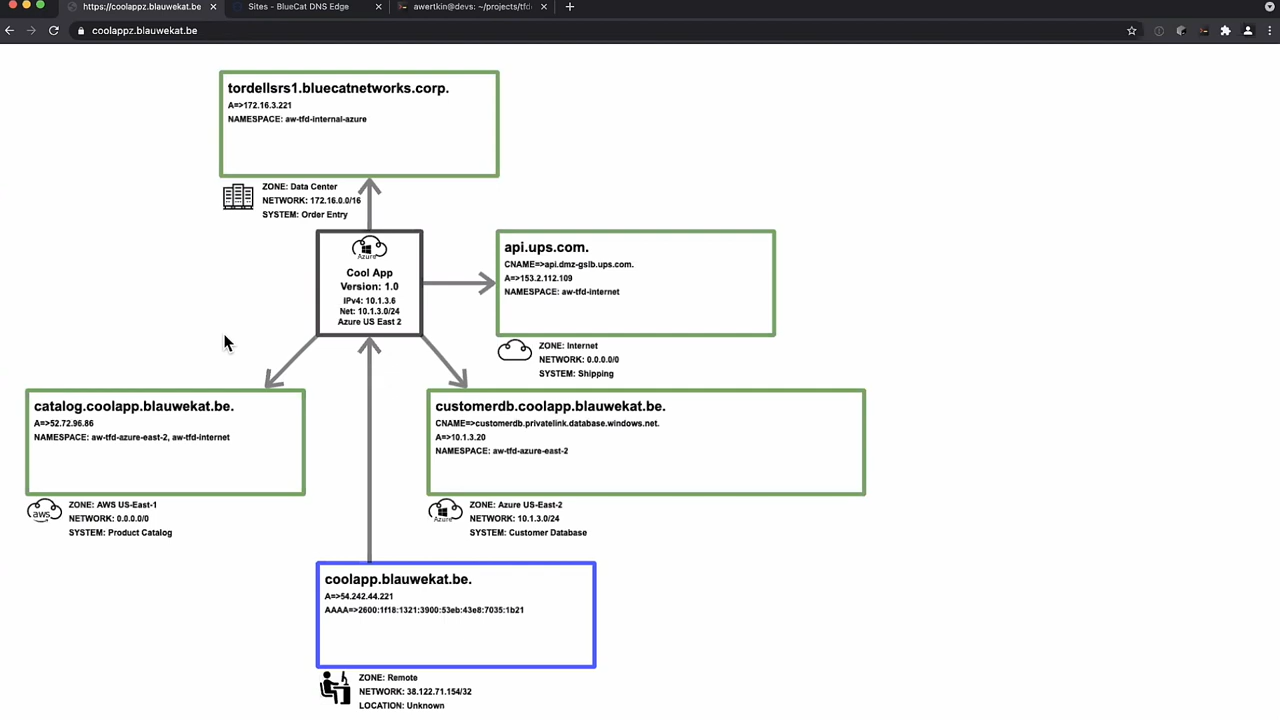 https://coolappz.blauwekat.be
Sites - BlueCat DNS Edge
awertkin@devs: ~/projects/tfd
coolappz.blauwekat.be
tordellsrs1.bluecatnetworks.corp.
A=>172.16.3.221
NAMESPACE: aw-tfd-internal-azure
ZONE: Data Center
NETWORK: 172.16.0.0/16
SYSTEM: Order Entry
Azure
Cool App
Version: 1.0
IPv4: 10.1.3.6
Net: 10.1.3.0/24
Azure US East 2
api.ups.com.
CNAME=>api.dmz-gslb.ups.com.
A=>153.2.112.109
NAMESPACE: aw-tfd-internet
ZONE: Internet
NETWORK: 0.0.0.0/0
SYSTEM: Shipping
catalog.coolapp.blauwekat.be.
A=>52.72.96.86
NAMESPACE: aw-tfd-azure-east-2, aw-tfd-internet
aws
ZONE: AWS US-East-1
NETWORK: 0.0.0.0/0
SYSTEM: Product Catalog
customerdb.coolapp.blauwekat.be.
CNAME=>customerdb.privatelink.database.windows.net.
A=>10.1.3.20
NAMESPACE: aw-tfd-azure-east-2
Azure
ZONE: Azure US-East-2
NETWORK: 10.1.3.0/24
SYSTEM: Customer Database
coolapp.blauwekat.be.
A=>54.242.44.221
AAAA=>2600:1f18:1321:3900:53eb:43e8:7035:1b21
ZONE: Remote
NETWORK: 38.122.71.154/32
LOCATION: Unknown